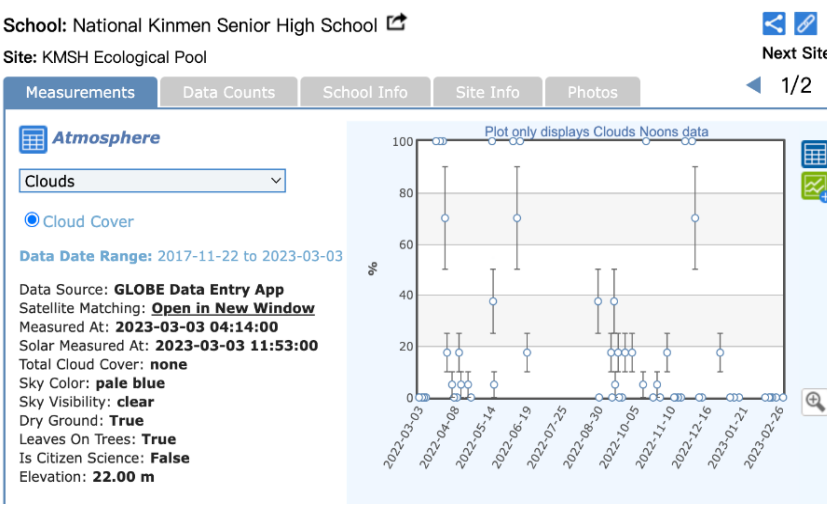 School: National Kinmen Senior High School
Site: KMSH Ecological Pool
Next Site
1/2
Measurements
Data Counts
School Info
Site Info
Photos
Atmosphere
Clouds
Cloud Cover
Data Date Range: 2017-11-22 to 2023-03-03
Data Source: GLOBE Data Entry App
Satellite Matching: Open in New Window
Measured At: 2023-03-03 04:14:00
Solar Measured At: 2023-03-03 11:53:00
Total Cloud Cover: none
Sky Color: pale blue
Sky Visibility: clear
Dry Ground: True
Leaves On Trees: True
Is Citizen Science: False
Elevation: 22.00 m
Plot only displays Clouds Noons data
100
80
60
40
20
0
%
2022-03-03
2022-04-08
2022-05-14
2022-06-19
2022-07-25
2022-08-30
2022-10-05
2022-11-10
2022-12-16
2023-01-21
2023-02-26